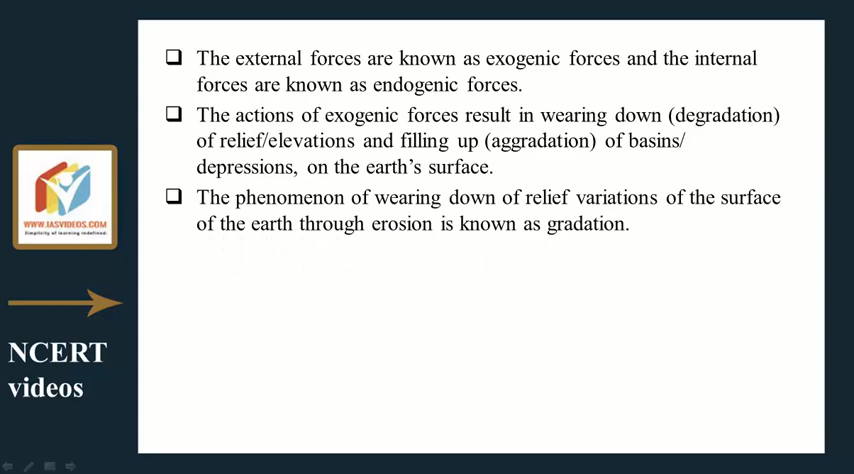 The external forces are known as exogenic forces and the internal
forces are known as endogenic forces.
The actions of exogenic forces result in wearing down (degradation)
of relief/elevations and filling up (aggradation) of basins/
depressions, on the earth's surface.
The phenomenon of wearing down of relief variations of the surface
of the earth through erosion is known as gradation.
WWW.IASVIDEOS.COM
Simplicity of learning redefined.
NCERT
videos